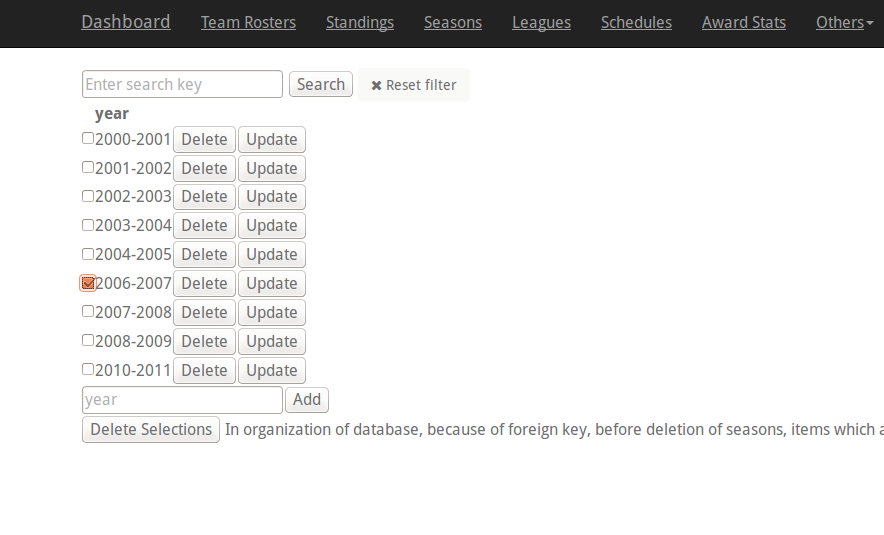 Dashboard Team Rosters Standings Seasons Leagues Schedules Award Stats Others
Enter search key Search Reset filter
year
2000-2001 Delete Update
2001-2002 Delete Update
2002-2003 Delete Update
2003-2004 Delete Update
2004-2005 Delete Update
2006-2007 Delete Update
2007-2008 Delete Update
2008-2009 Delete Update
2010-2011 Delete Update
year Add
Delete Selections In organization of database, because of foreign key, before deletion of seasons, items which